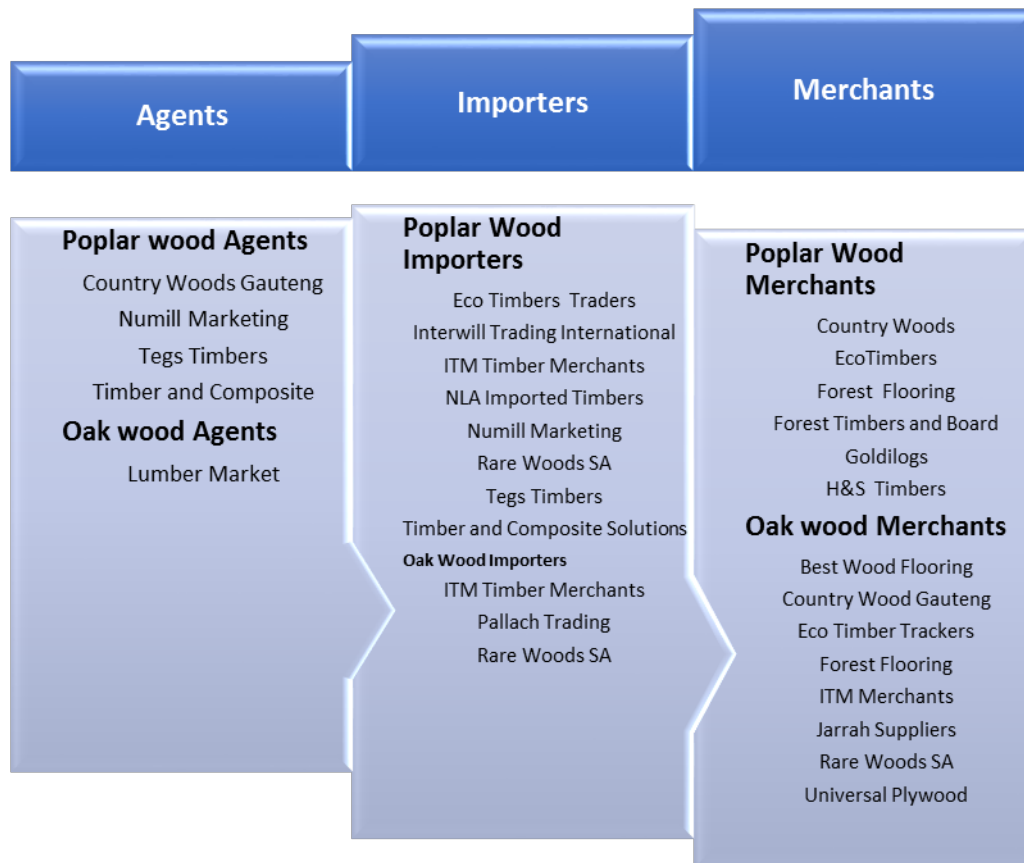 Agents
Poplar wood Agents
Country Woods Gauteng
Numill Marketing
Tegs Timbers
Timber and Composite
Oak wood Agents
Lumber Market
Importers
Poplar Wood
Importers
Eco Timbers Traders
Interwill Trading International
ITM Timber Merchants
NLA Imported Timbers
Numill Marketing
Rare Woods SA
Tegs Timbers
Timber and Composite Solutions
Oak Wood Importers
ITM Timber Merchants
Pallach Trading
Rare Woods SA
Merchants
Poplar Wood
Merchants
Country Woods
EcoTimbers
Forest Flooring
Forest Timbers and Board
Goldilogs
H&S Timbers
Oak wood Merchants
Best Wood Flooring
Country Wood Gauteng
Eco Timber Trackers
Forest Flooring
ITM Merchants
Jarrah Suppliers
Rare Woods SA
Universal Plywood